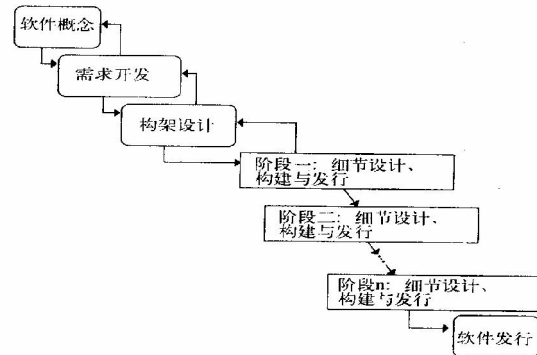 软件概念
需求开发
构架设计
阶段一：细节设计、
构建与发行
阶段二：细节设计、
构建与发行
阶段n：细节设计、
构建与发行
软件发行